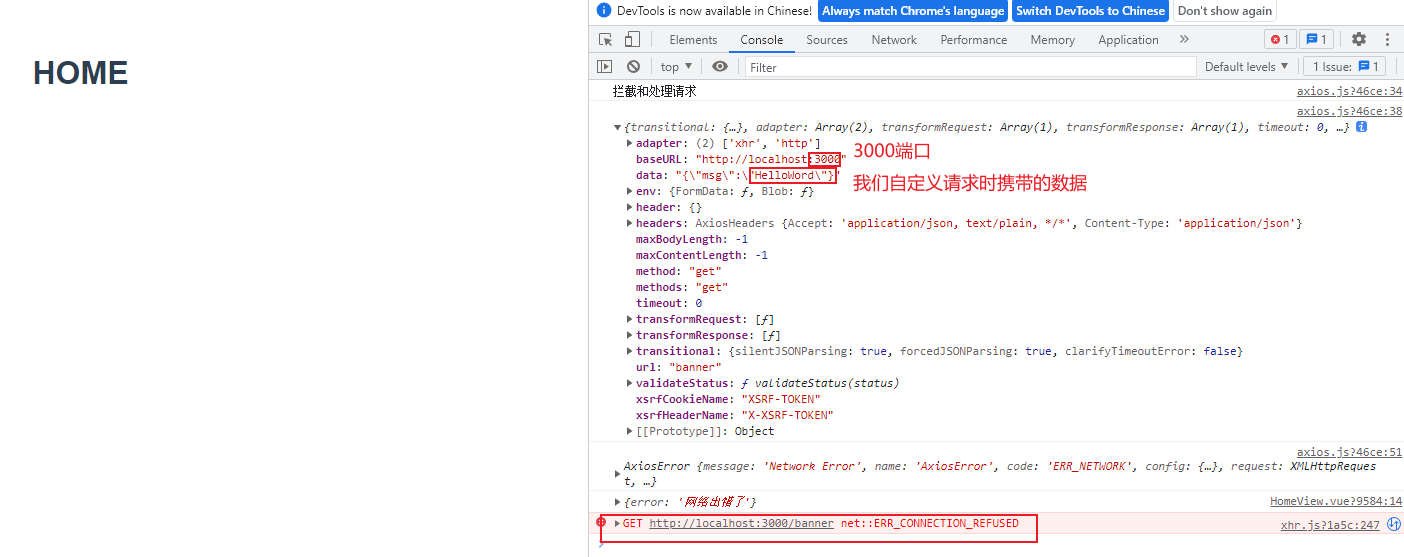 DevTools is now available in Chinese! Always match Chrome's language Switch DevTools to Chinese Don't show again
HOME
Elements Console Sources Network Performance Memory Application » 1 1
top ▼ Filter Default levels ▼ 1 Issue: 1
拦截和处理请求 axios.js?46ce:34
axios.js?46ce:38
{transitional: {…}, adapter: Array(2), transformRequest: Array(1), transformResponse: Array(1), timeout: 0, …}
adapter: (2) ['xhr', 'http']
baseURL: "http://localhost:3000" 3000端口
data: "{\"msg\":\"HelloWord\"}" 我们自定义请求时携带的数据
env: {FormData: ƒ, Blob: ƒ}
header: {}
headers: AxiosHeaders {Accept: 'application/json, text/plain, */*', Content-Type: 'application/json'}
maxBodyLength: -1
maxContentLength: -1
method: "get"
methods: "get"
timeout: 0
transformRequest: [ƒ]
transformResponse: [ƒ]
transitional: {silentJSONParsing: true, forcedJSONParsing: true, clarifyTimeoutError: false}
url: "banner"
validateStatus: ƒ validateStatus(status)
xsrfCookieName: "XSRF-TOKEN"
xsrfHeaderName: "X-XSRF-TOKEN"
[[Prototype]]: Object
axios.js?46ce:51
AxiosError {message: 'Network Error', name: 'AxiosError', code: 'ERR_NETWORK', config: {…}, request: XMLHttpReques
t, …}
{error: '网络出错了'} HomeView.vue?9584:14
GET http://localhost:3000/banner net::ERR_CONNECTION_REFUSED xhr.js?1a5c:247